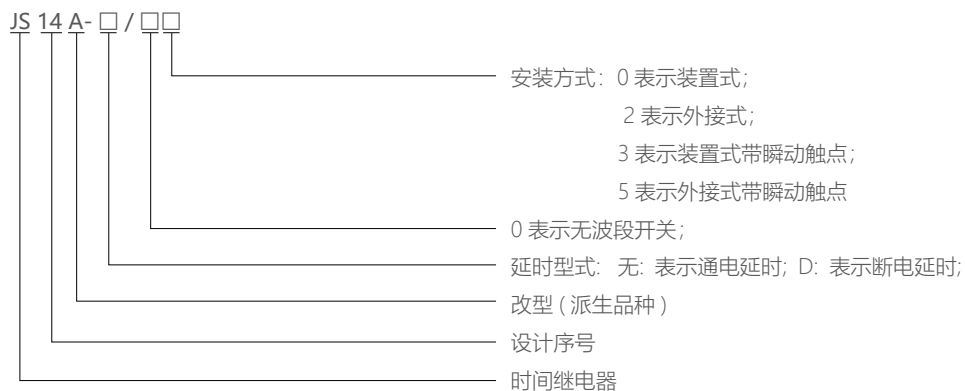 JS 14 A- □ / □□
安装方式: 0 表示装置式;
2 表示外接式;
3 表示装置式带瞬动触点;
5 表示外接式带瞬动触点
0 表示无波段开关;
延时型式: 无: 表示通电延时; D: 表示断电延时;
改型 ( 派生品种 )
设计序号
时间继电器